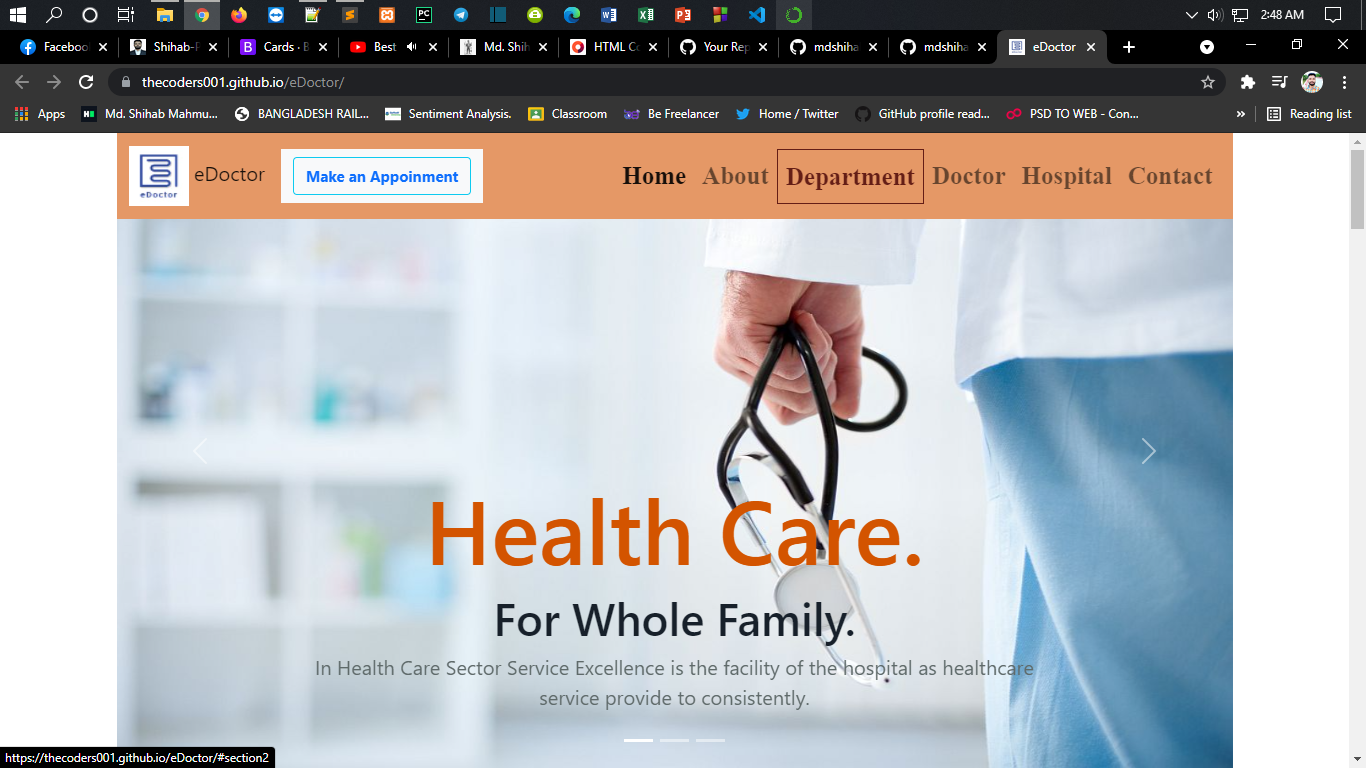 2:48 AM
Facebook
Shihab-F
Cards · B
Best
Md. Shih
HTML Co
Your Rep
mdshiha
mdshiha
eDoctor
thecoders001.github.io/eDoctor/
Apps
Md. Shihab Mahmu...
BANGLADESH RAIL...
Sentiment Analysis.
Classroom
Be Freelancer
Home / Twitter
GitHub profile read...
PSD TO WEB - Con...
»
Reading list
eDoctor
eDoctor
Make an Appoinment
Home
About
Department
Doctor
Hospital
Contact
Health Care.
For Whole Family.
In Health Care Sector Service Excellence is the facility of the hospital as healthcare
service provide to consistently.
https://thecoders001.github.io/eDoctor/#section2